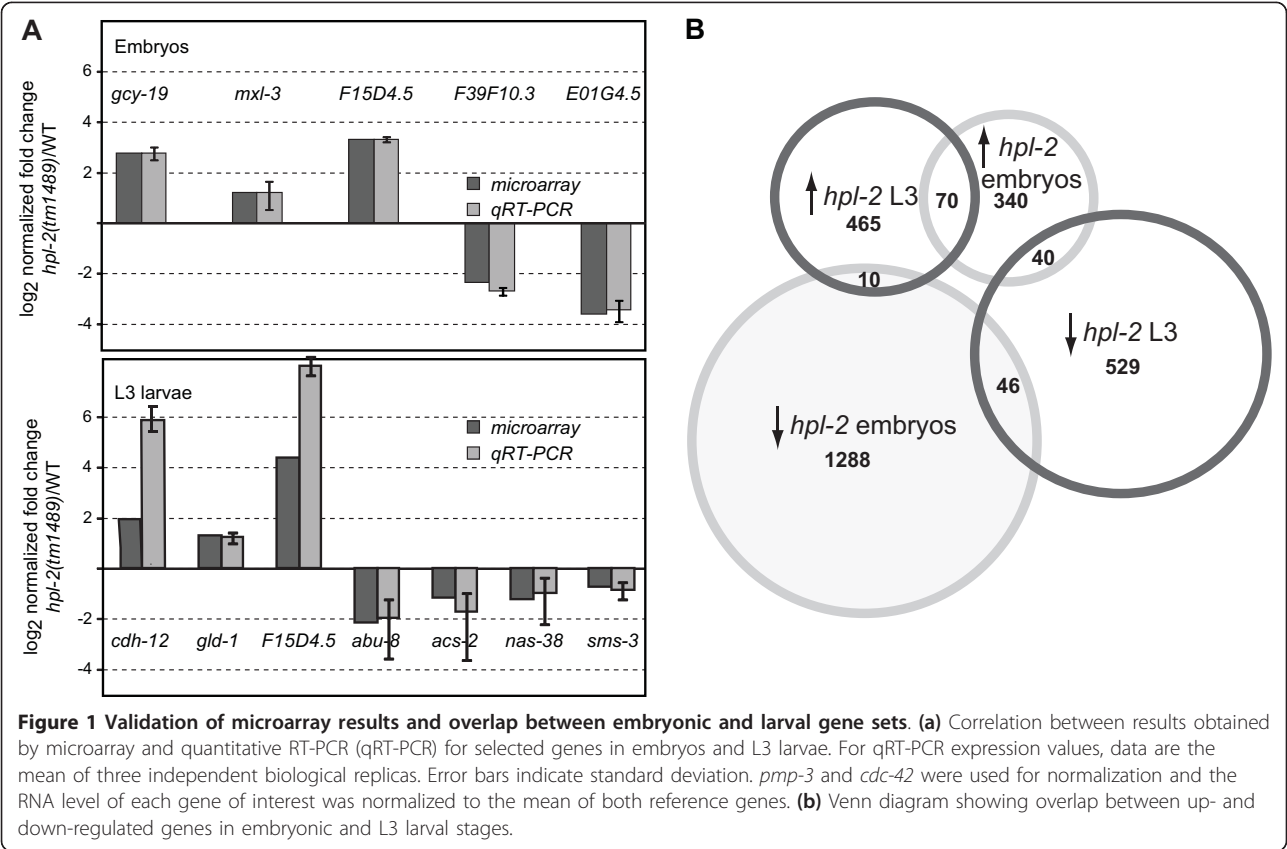 A
Embryos
6
4
2
-2
-4
log2 normalized fold change
hpl-2(tm1489)/WT
gcy-19 mxl-3 F15D4.5 F39F10.3 E01G4.5
microarray
qRT-PCR
L3 larvae
6
4
2
-2
-4
log2 normalized fold change
hpl-2(tm1489)/WT
microarray
qRT-PCR
cdh-12 gld-1 F15D4.5 abu-8 acs-2 nas-38 sms-3
B
↑ hpl-2 L3
465
70
↑ hpl-2
embryos
340
40
10
↓ hpl-2 L3
529
46
↓ hpl-2 embryos
1288
Figure 1 Validation of microarray results and overlap between embryonic and larval gene sets. (a) Correlation between results obtained
by microarray and quantitative RT-PCR (qRT-PCR) for selected genes in embryos and L3 larvae. For qRT-PCR expression values, data are the
mean of three independent biological replicas. Error bars indicate standard deviation. pmp-3 and cdc-42 were used for normalization and the
RNA level of each gene of interest was normalized to the mean of both reference genes. (b) Venn diagram showing overlap between up- and
down-regulated genes in embryonic and L3 larval stages.